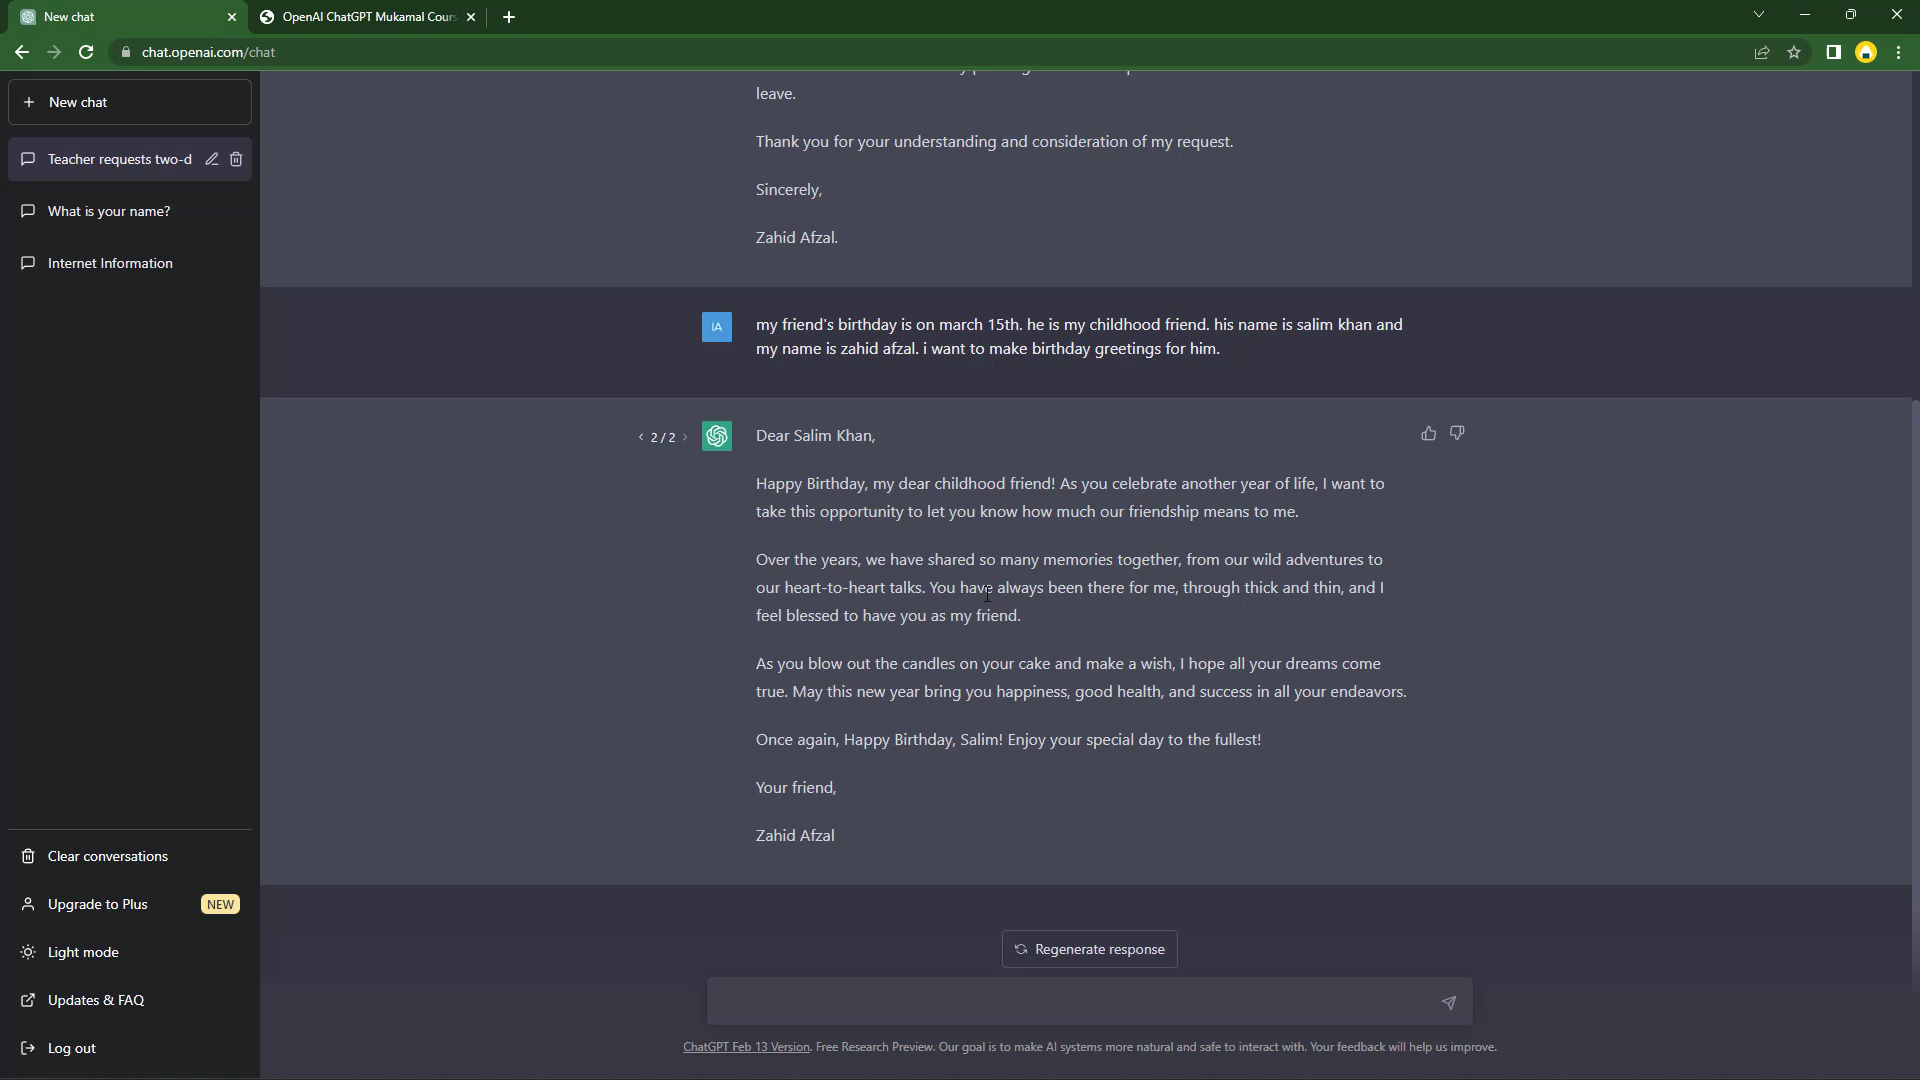 New chat
OpenAI ChatGPT Mukamal Cours
chat.openai.com/chat
New chat
Teacher requests two-d
What is your name?
Internet Information
Clear conversations
Upgrade to Plus
NEW
Light mode
Updates & FAQ
Log out
leave.
Thank you for your understanding and consideration of my request.
Sincerely,
Zahid Afzal.
IA
my friend's birthday is on march 15th. he is my childhood friend. his name is salim khan and
my name is zahid afzal. i want to make birthday greetings for him.
2 / 2
Dear Salim Khan,
Happy Birthday, my dear childhood friend! As you celebrate another year of life, I want to
take this opportunity to let you know how much our friendship means to me.
Over the years, we have shared so many memories together, from our wild adventures to
our heart-to-heart talks. You have always been there for me, through thick and thin, and I
feel blessed to have you as my friend.
As you blow out the candles on your cake and make a wish, I hope all your dreams come
true. May this new year bring you happiness, good health, and success in all your endeavors.
Once again, Happy Birthday, Salim! Enjoy your special day to the fullest!
Your friend,
Zahid Afzal
Regenerate response
ChatGPT Feb 13 Version. Free Research Preview. Our goal is to make AI systems more natural and safe to interact with. Your feedback will help us improve.